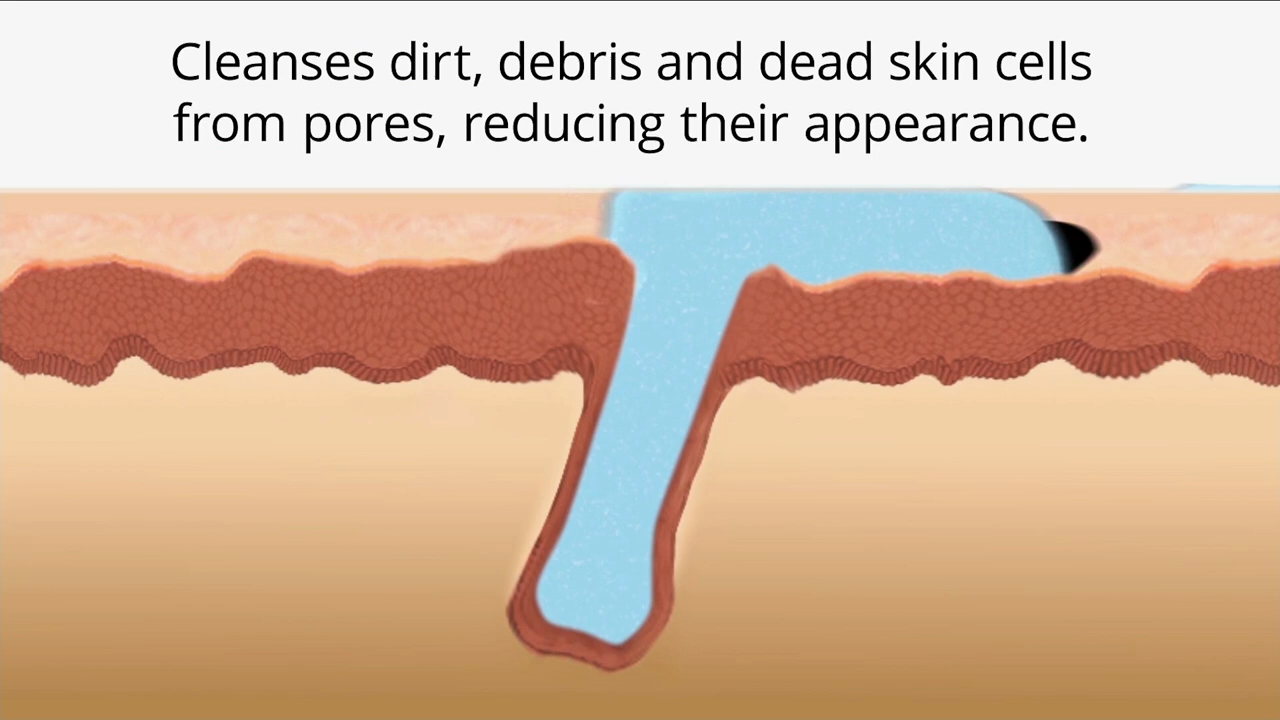 Cleanses dirt, debris and dead skin cells
from pores, reducing their appearance.